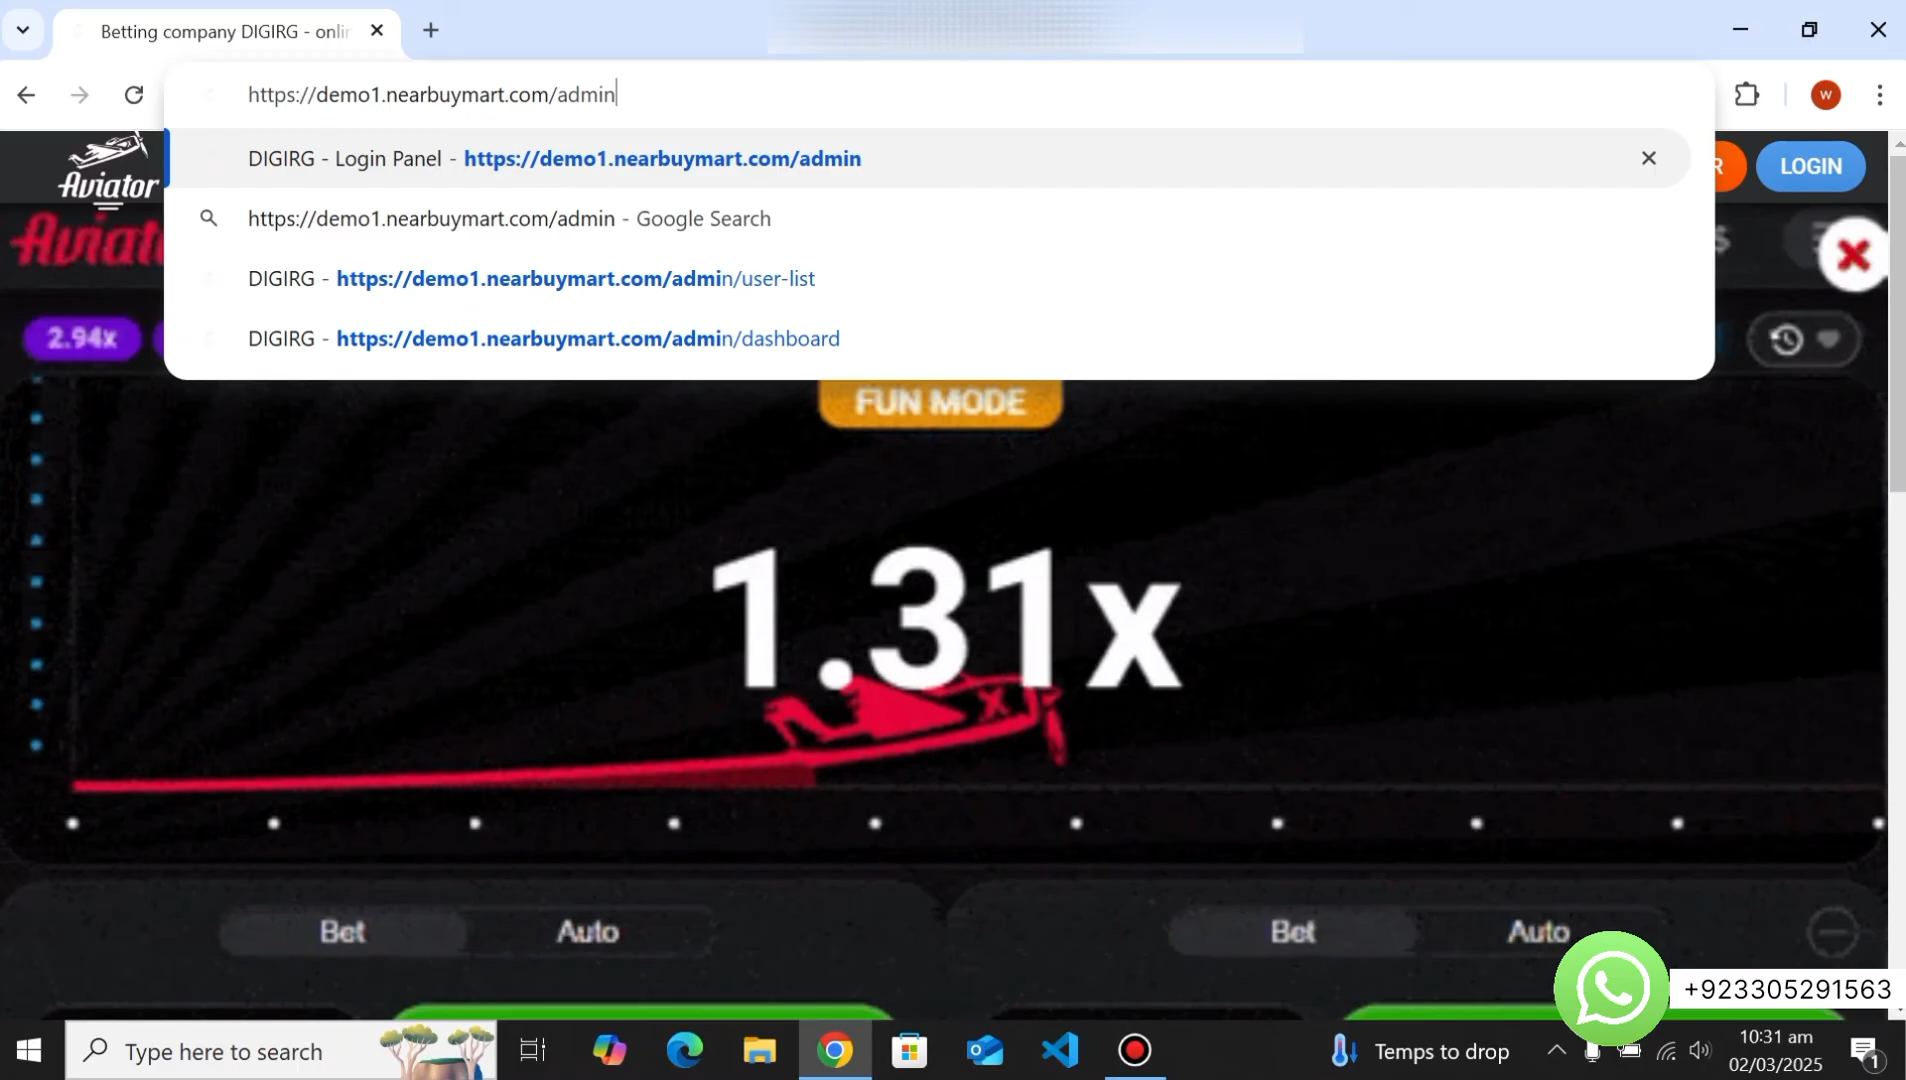 Betting company DIGIRG - onlin
https://demo1.nearbuymart.com/admin
W
DIGIRG - Login Panel - https://demo1.nearbuymart.com/admin
https://demo1.nearbuymart.com/admin - Google Search
DIGIRG - https://demo1.nearbuymart.com/admin/user-list
DIGIRG - https://demo1.nearbuymart.com/admin/dashboard
Aviator
R
LOGIN
Aviat
$
2.94x
FUN MODE
1.31x
Bet Auto
Bet Auto
+923305291563
Type here to search
Temps to drop
10:31 am
02/03/2025
1